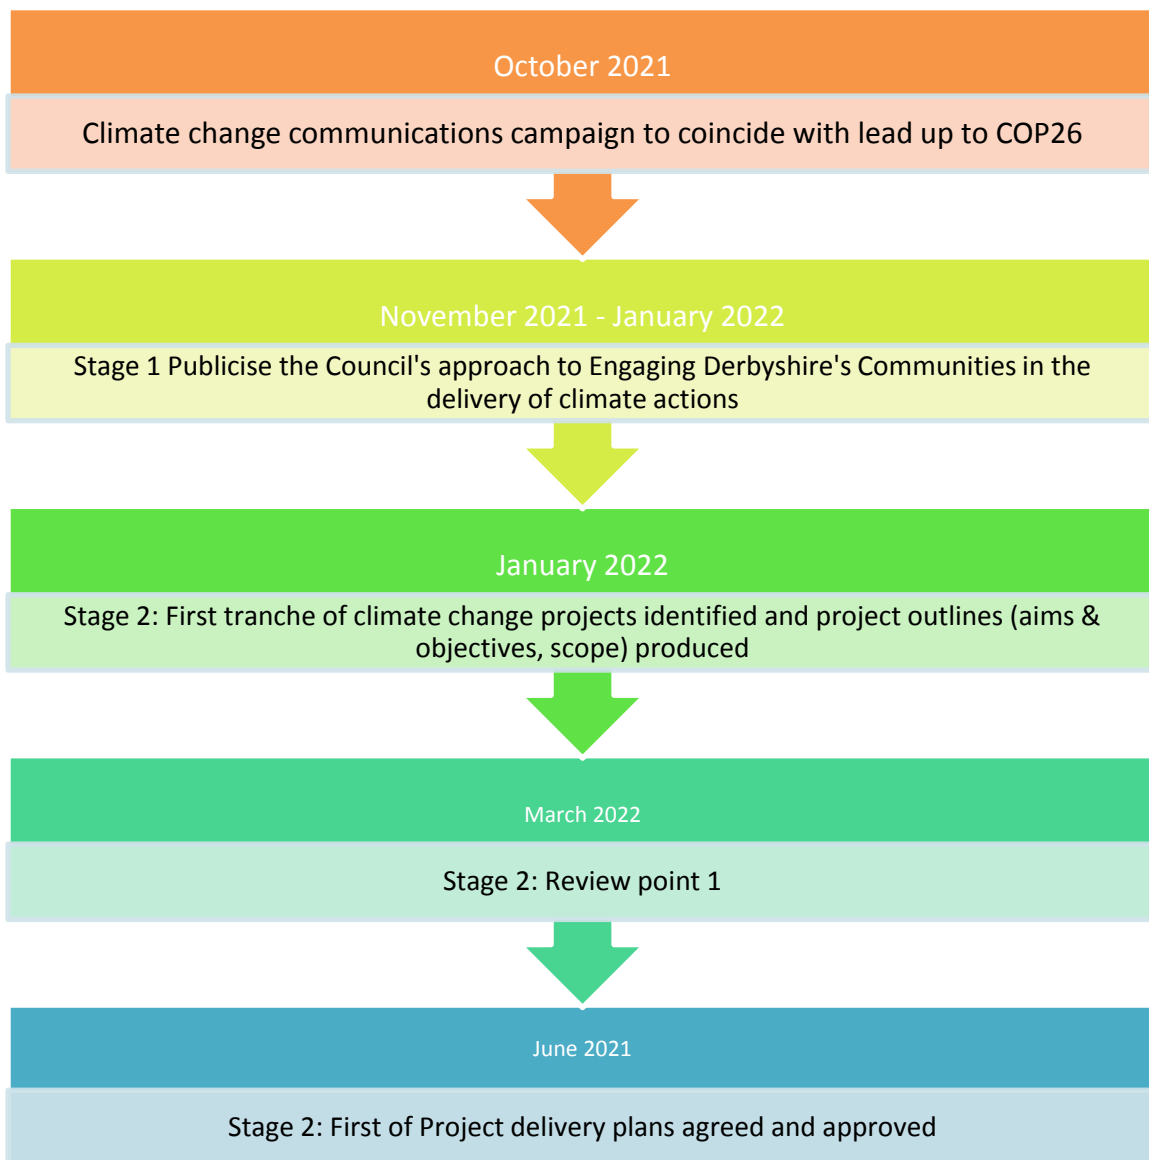 October 2021
Climate change communications campaign to coincide with lead up to COP26
November 2021 - January 2022
Stage 1 Publicise the Council's approach to Engaging Derbyshire's Communities in the
delivery of climate actions
January 2022
Stage 2: First tranche of climate change projects identified and project outlines (aims &
objectives, scope) produced
March 2022
Stage 2: Review point 1
June 2021
Stage 2: First of Project delivery plans agreed and approved